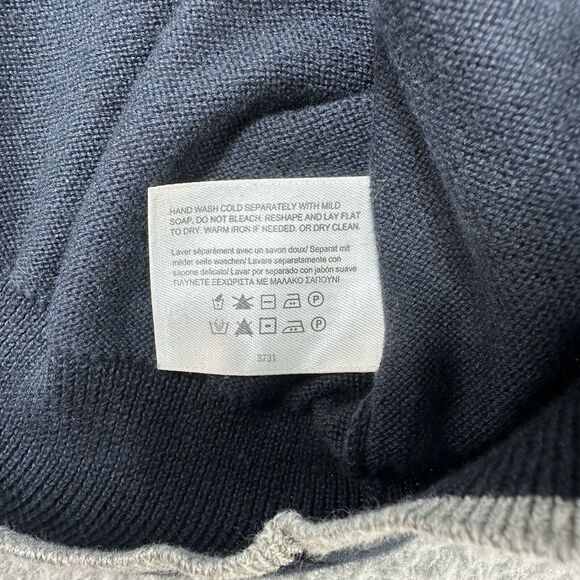 HAND WASH COLD SEPARATELY WITH MILD
SOAP. DO NOT BLEACH. RESHAPE AND LAY FLAT
TO DRY. WARM IRON IF NEEDED. OR DRY CLEAN.
Laver séparément avec un savon doux/ Separat mit
milder seife waschen/ Lavare separatamente con
sapone delicato/ Lavar por separado con jabón suave
ΠΛΥΝΕΤΕ ΞΕΧΩΡΙΣΤΑ ΜΕ ΜΑΛΑΚΟ ΣΑΠΟΥΝΙ
P
P
3731